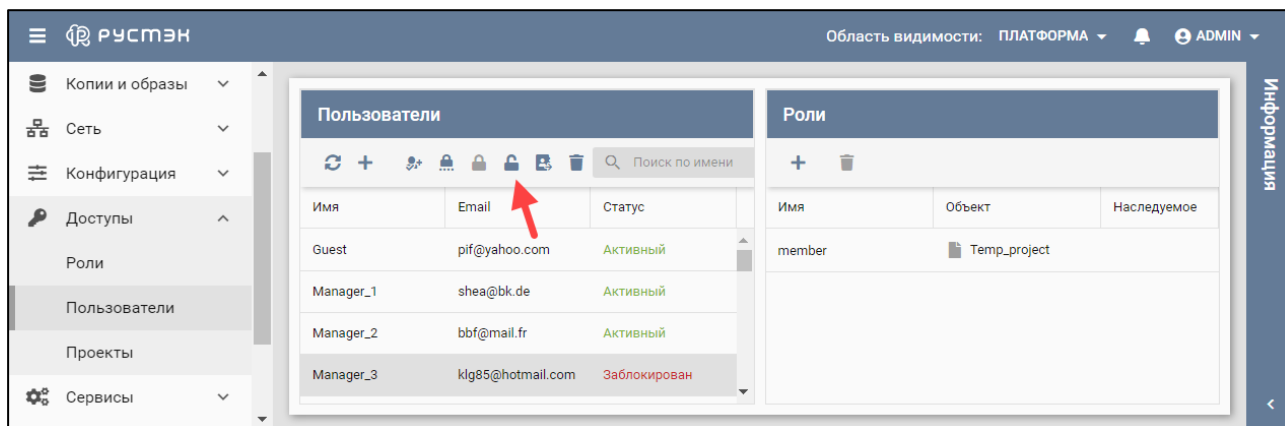 РУСТЭК
Область видимости: ПЛАТФОРМА
ADMIN
Копии и образы
Сеть
Конфигурация
Доступы
Роли
Пользователи
Проекты
Сервисы
Пользователи
Поиск по имени
Имя Email Статус
Guest pif@yahoo.com Активный
Manager_1 shea@bk.de Активный
Manager_2 bbf@mail.fr Активный
Manager_3 klg85@hotmail.com Заблокирован
Роли
Имя Объект Наследуемое
member Temp_project
Информация